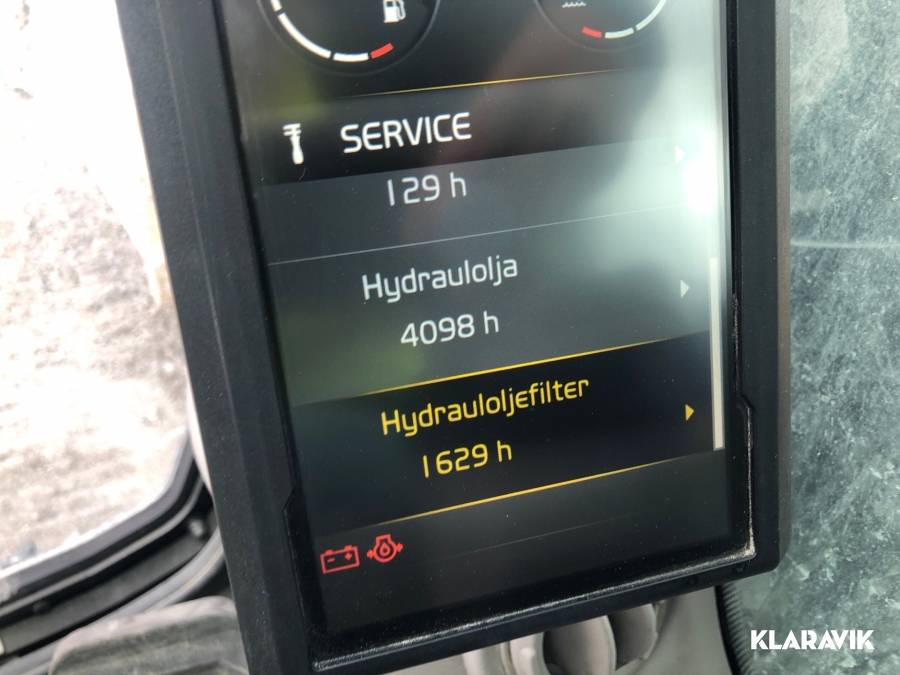 SERVICE
129 h
Hydraulolja
4098 h
Hydrauloljefilter
1629 h
KLARAVIK